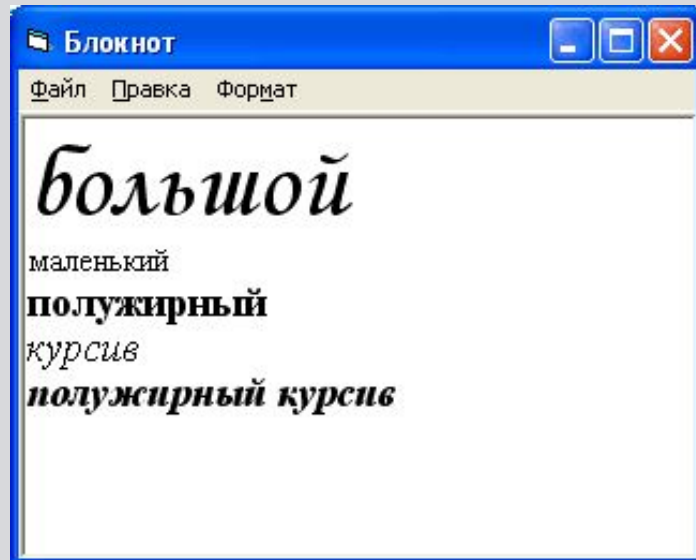 Блокнот
Файл Правка Формат
большой
маленький
полужирный
курсив
полужирный курсив